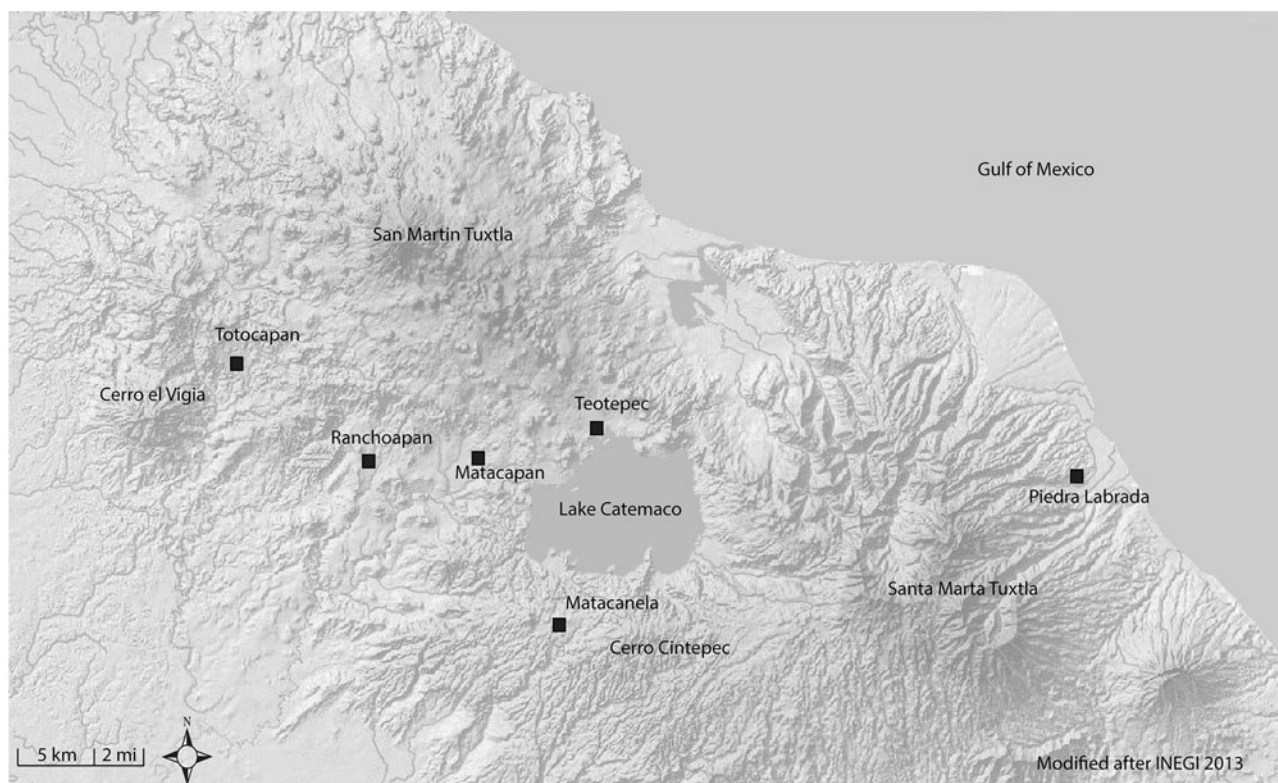 Gulf of Mexico
San Martin Tuxtla
Totocapan
Cerro el Vigia
Teotepec
Ranchoapan
Matacapan
Piedra Labrada
Lake Catemaco
Santa Marta Tuxtla
Matacanela
Cerro Cintepec
N
5 km 2 mi
Modified after INEGI 2013